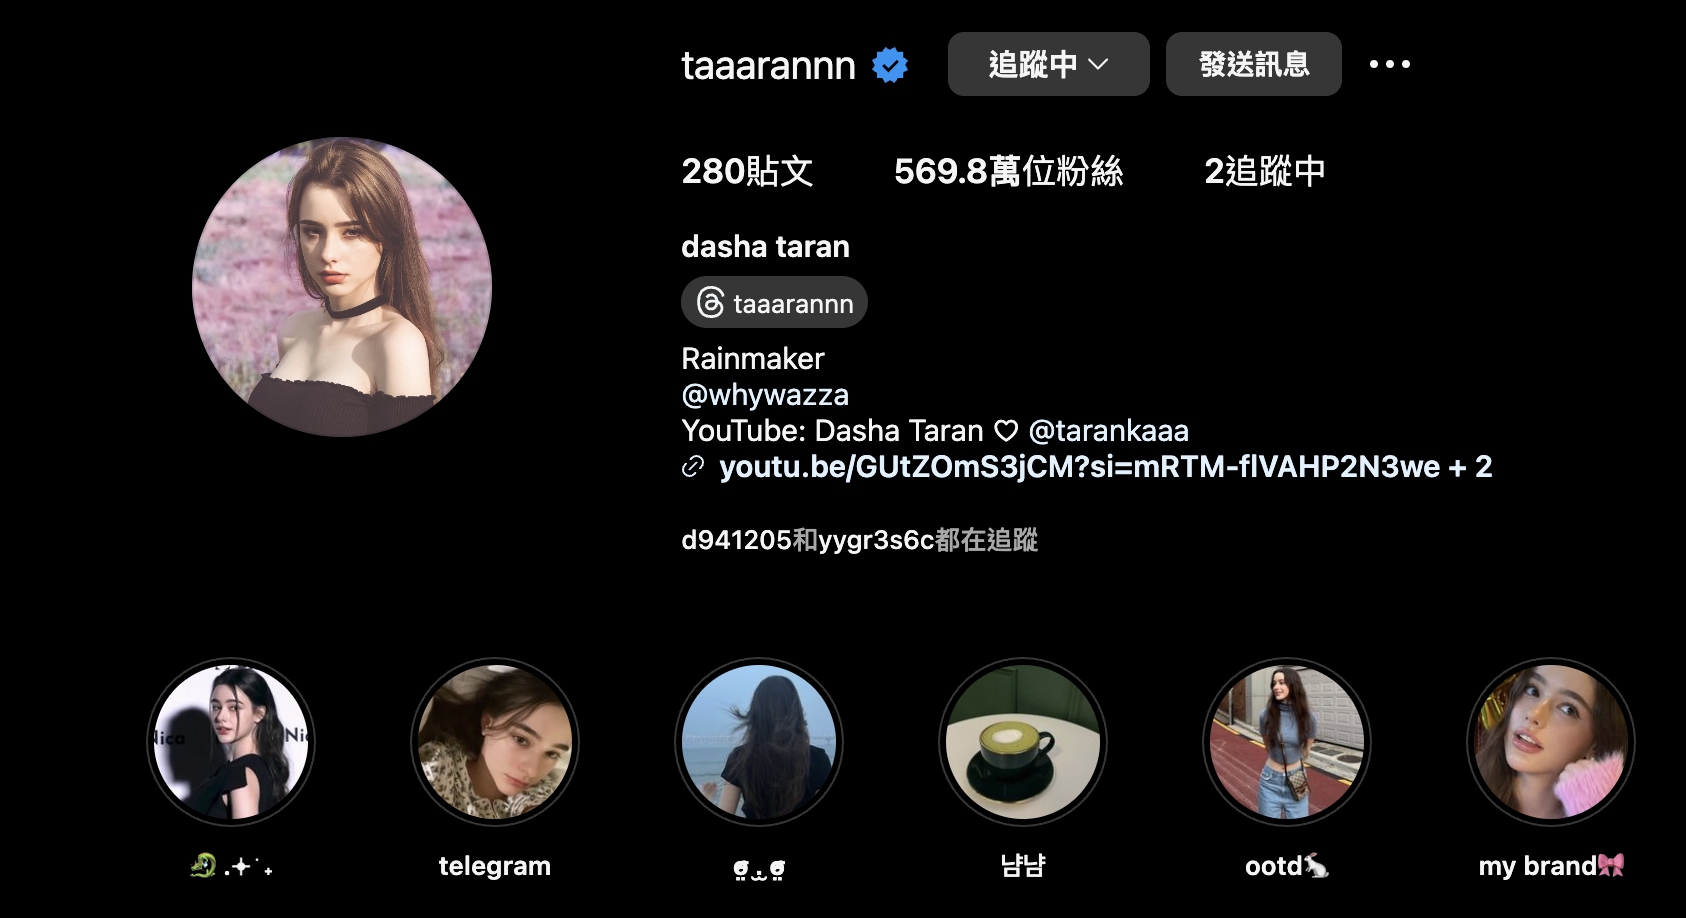 taaarannn 追蹤中 發送訊息
280貼文 569.8萬位粉絲 2追蹤中
dasha taran
taaarannn
Rainmaker
@whywazza
YouTube: Dasha Taran ♡ @tarankaaa
youtu.be/GUtZOmS3jCM?si=mRTM-flVAHP2N3we + 2
d941205和yygr3s6c都在追蹤
Nica Nic
telegram 냠냠 ootd🐇 my brand🎀